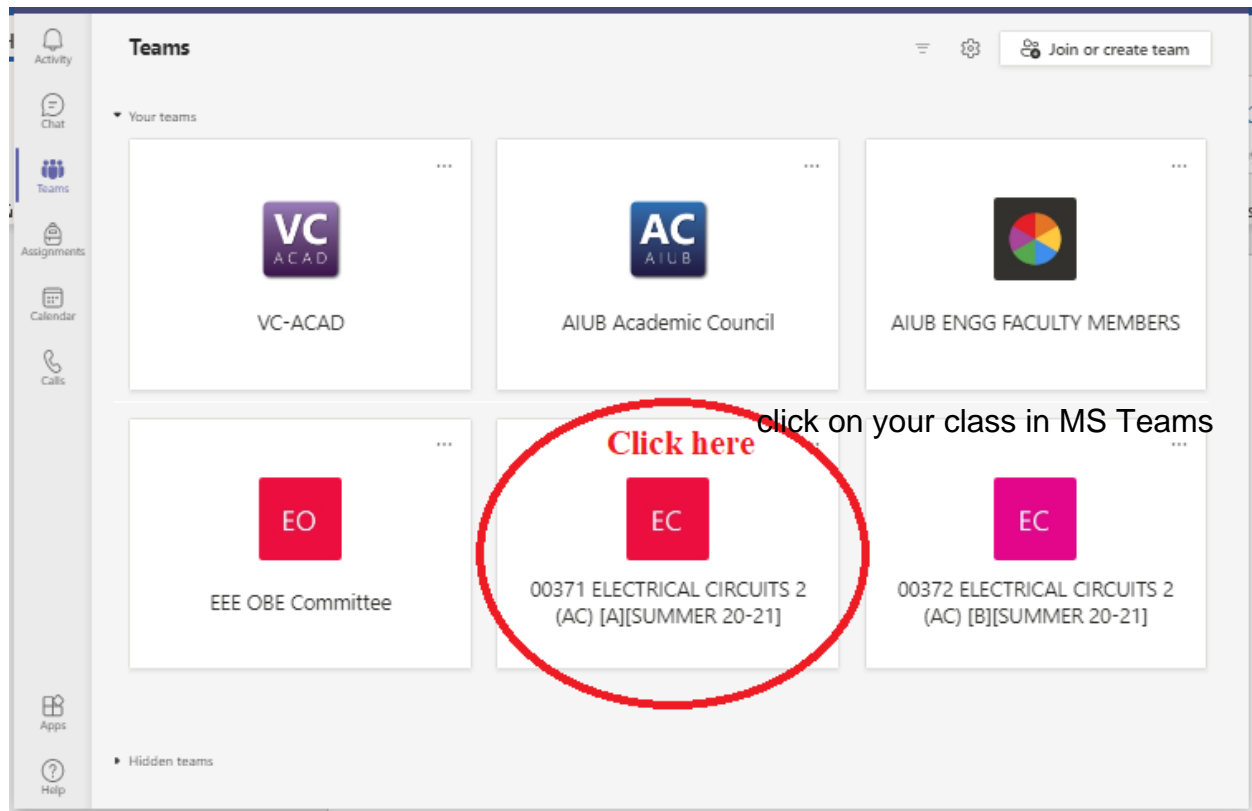 Activity
Teams
Join or create team
Chat
Your teams
Teams
Assignments
Calendar
Calls
VC
ACAD
VC-ACAD
AC
AIUB
AIUB Academic Council
AIUB ENGG FACULTY MEMBERS
click on your class in MS Teams
Click here
EO
EEE OBE Committee
EC
00371 ELECTRICAL CIRCUITS 2
(AC) [A][SUMMER 20-21]
EC
00372 ELECTRICAL CIRCUITS 2
(AC) [B][SUMMER 20-21]
Apps
Help
Hidden teams